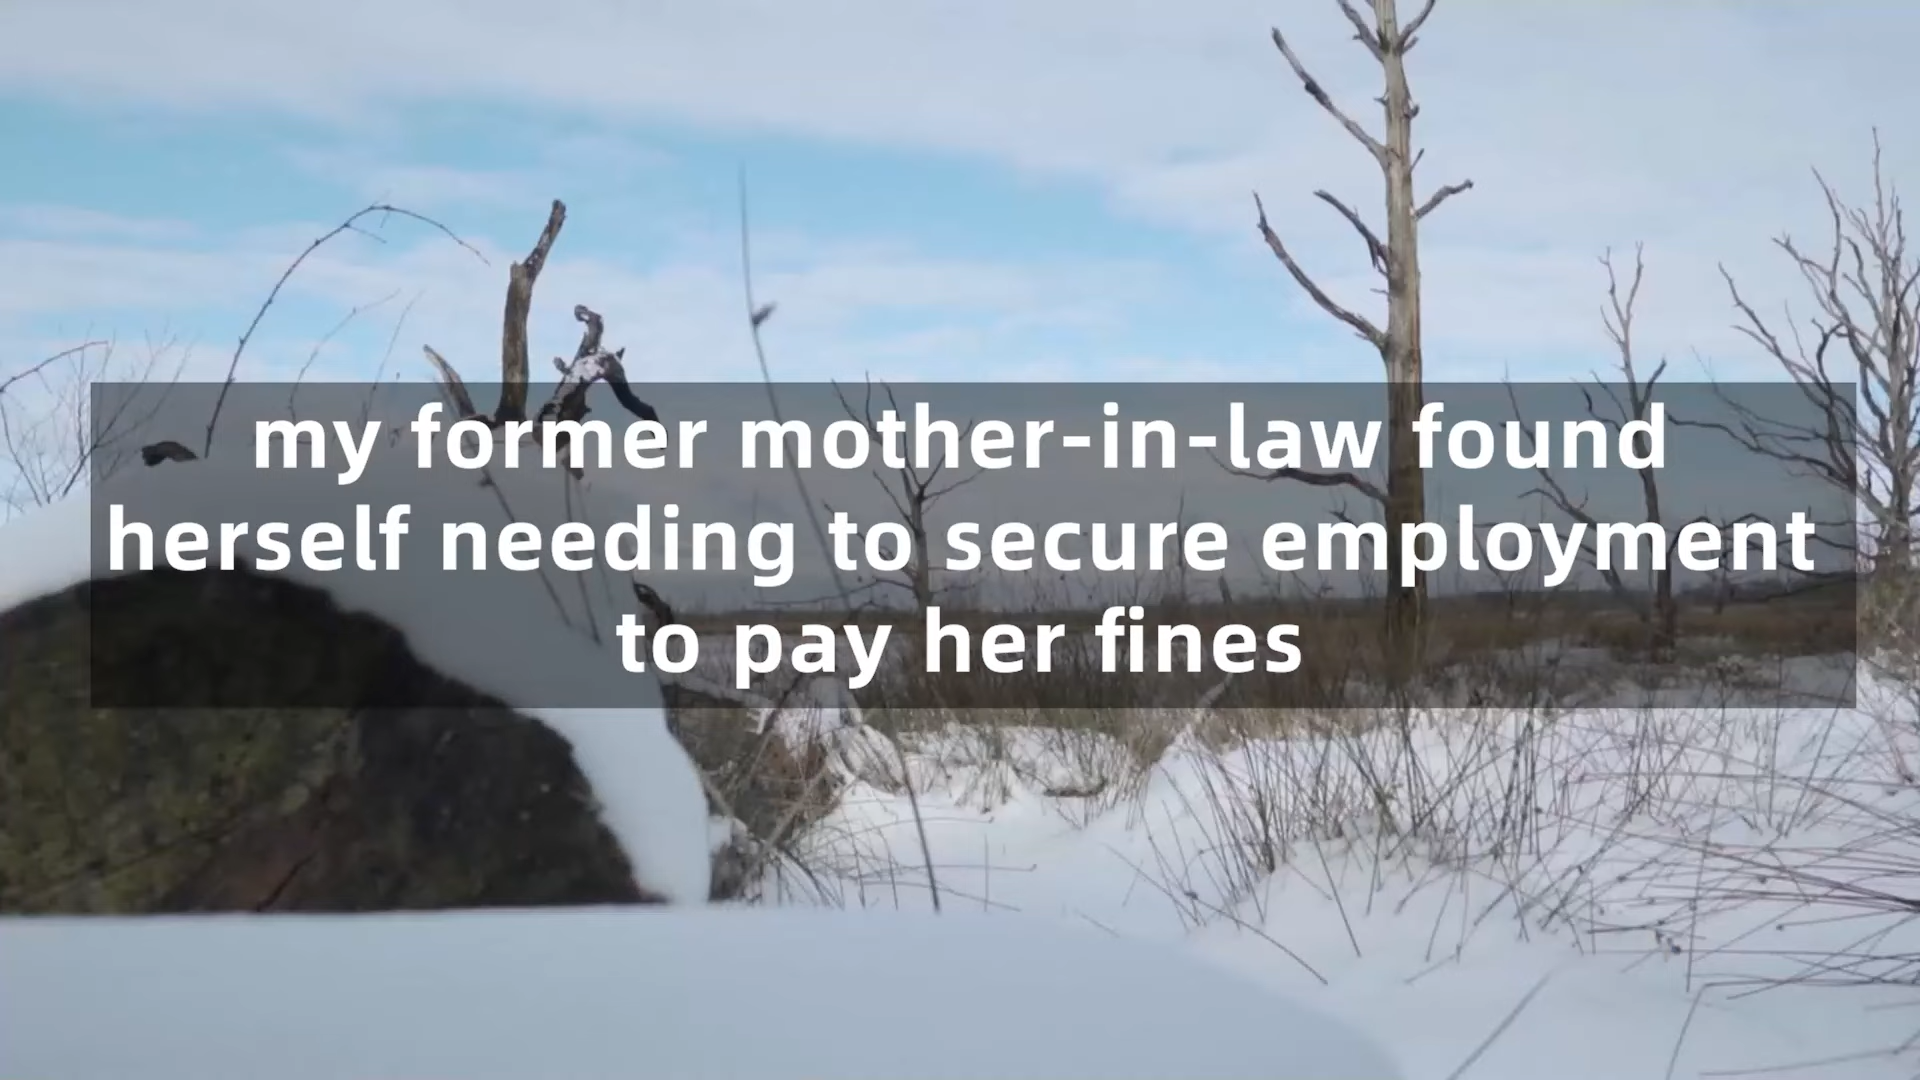 my former mother-in-law found
herself needing to secure employment
to pay her fines